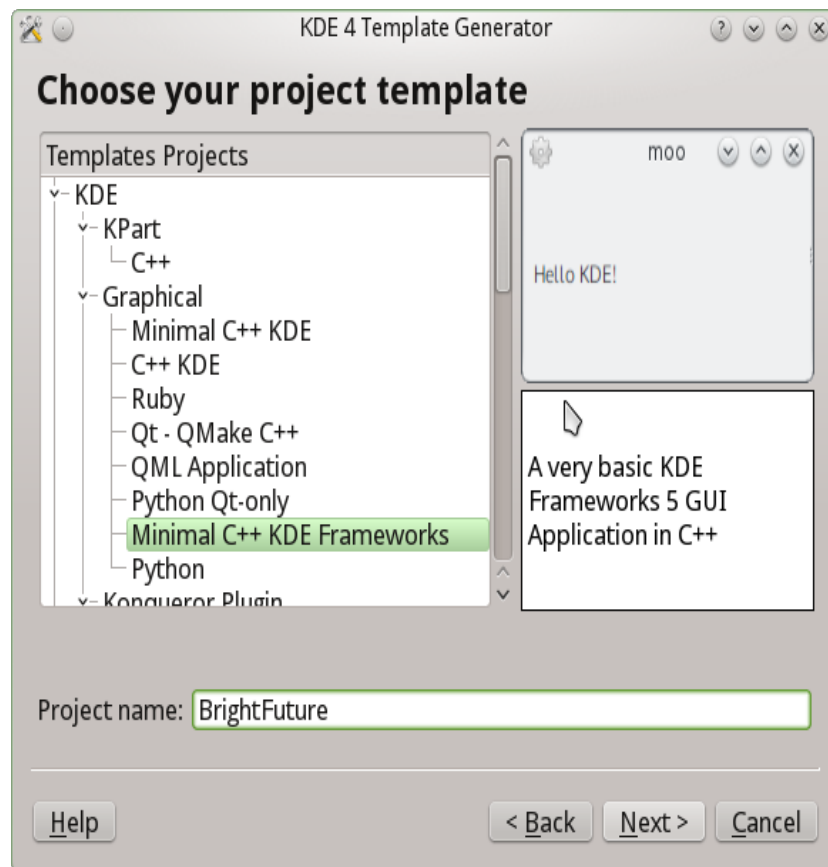 KDE 4 Template Generator
Choose your project template
Templates Projects
KDE
KPart
C++
Graphical
Minimal C++ KDE
C++ KDE
Ruby
Qt - QMake C++
QML Application
Python Qt-only
Minimal C++ KDE Frameworks
Python
Konqueror Plugin
moo
Hello KDE!
A very basic KDE
Frameworks 5 GUI
Application in C++
Project name: BrightFuture
Help
< Back
Next >
Cancel